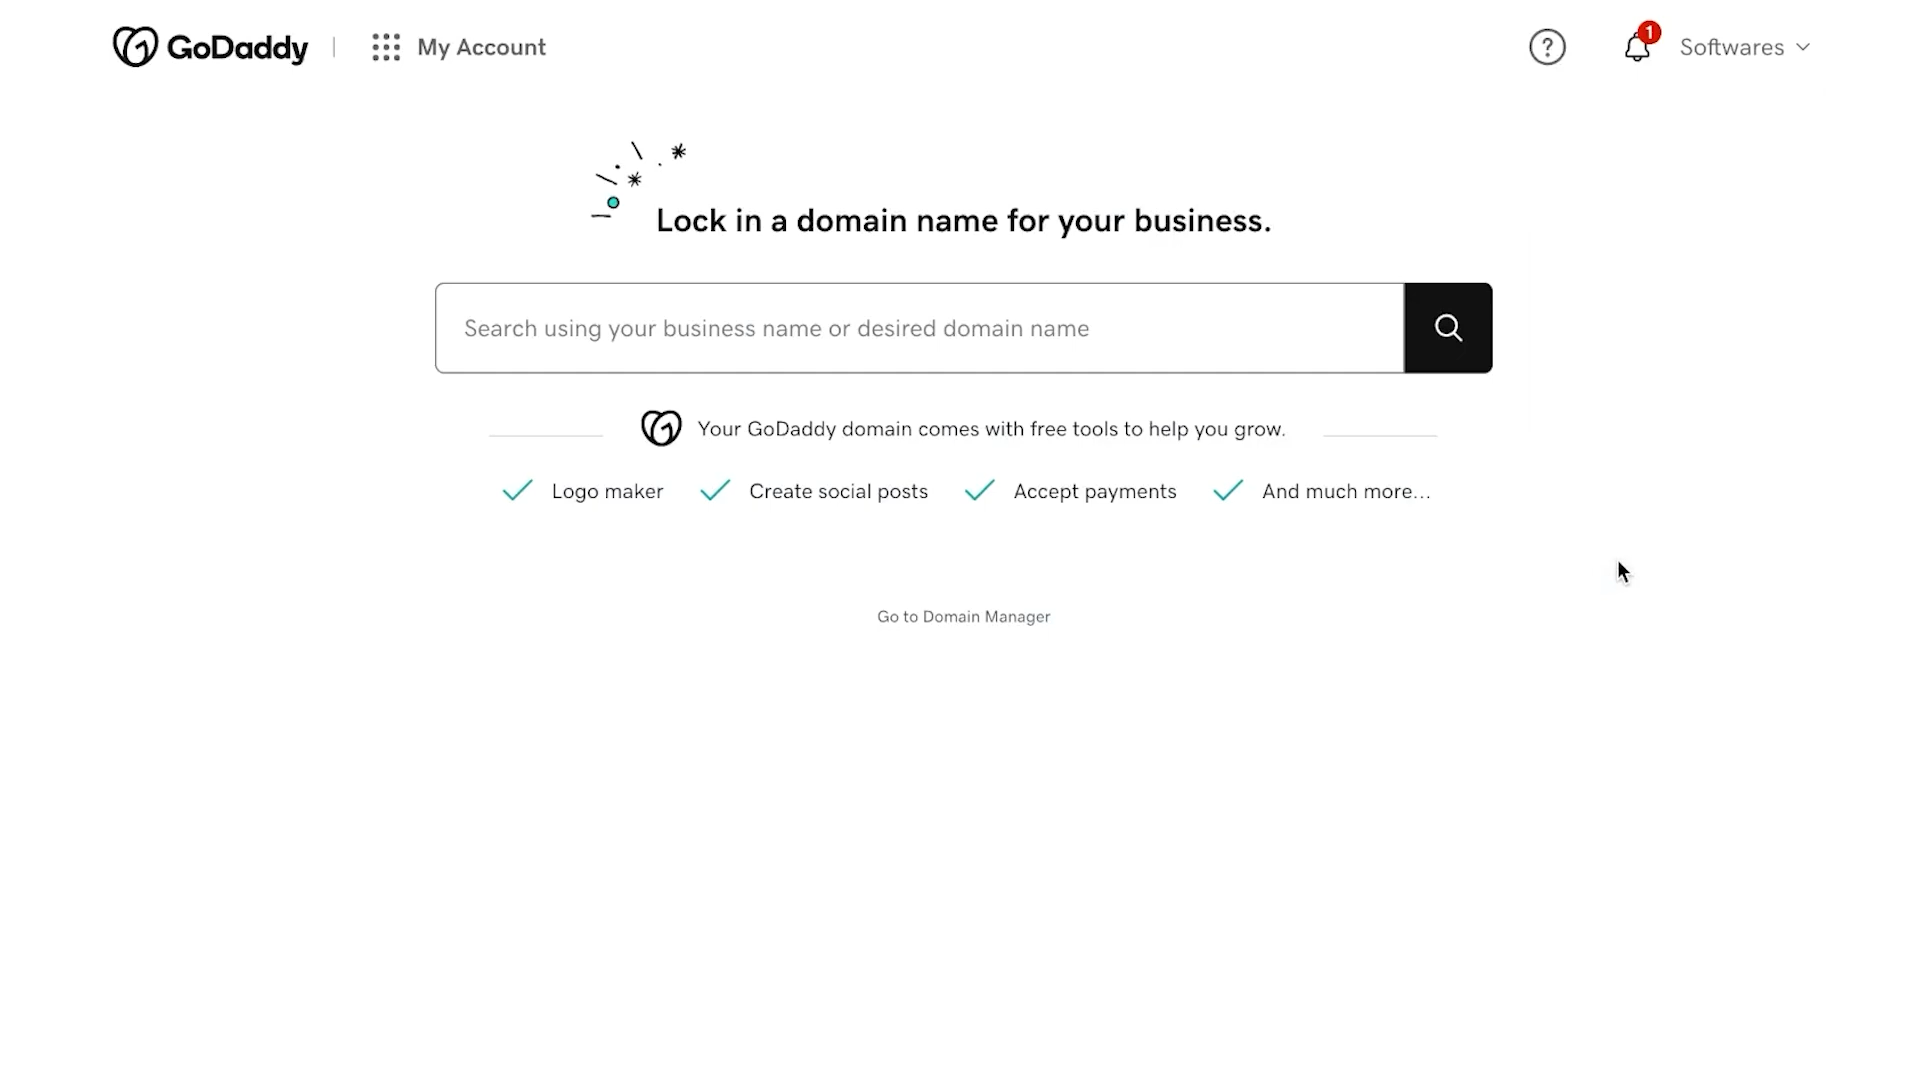 GoDaddy
My Account
1
Softwares
Lock in a domain name for your business.
Search using your business name or desired domain name
Your GoDaddy domain comes with free tools to help you grow.
Logo maker
Create social posts
Accept payments
And much more...
Go to Domain Manager